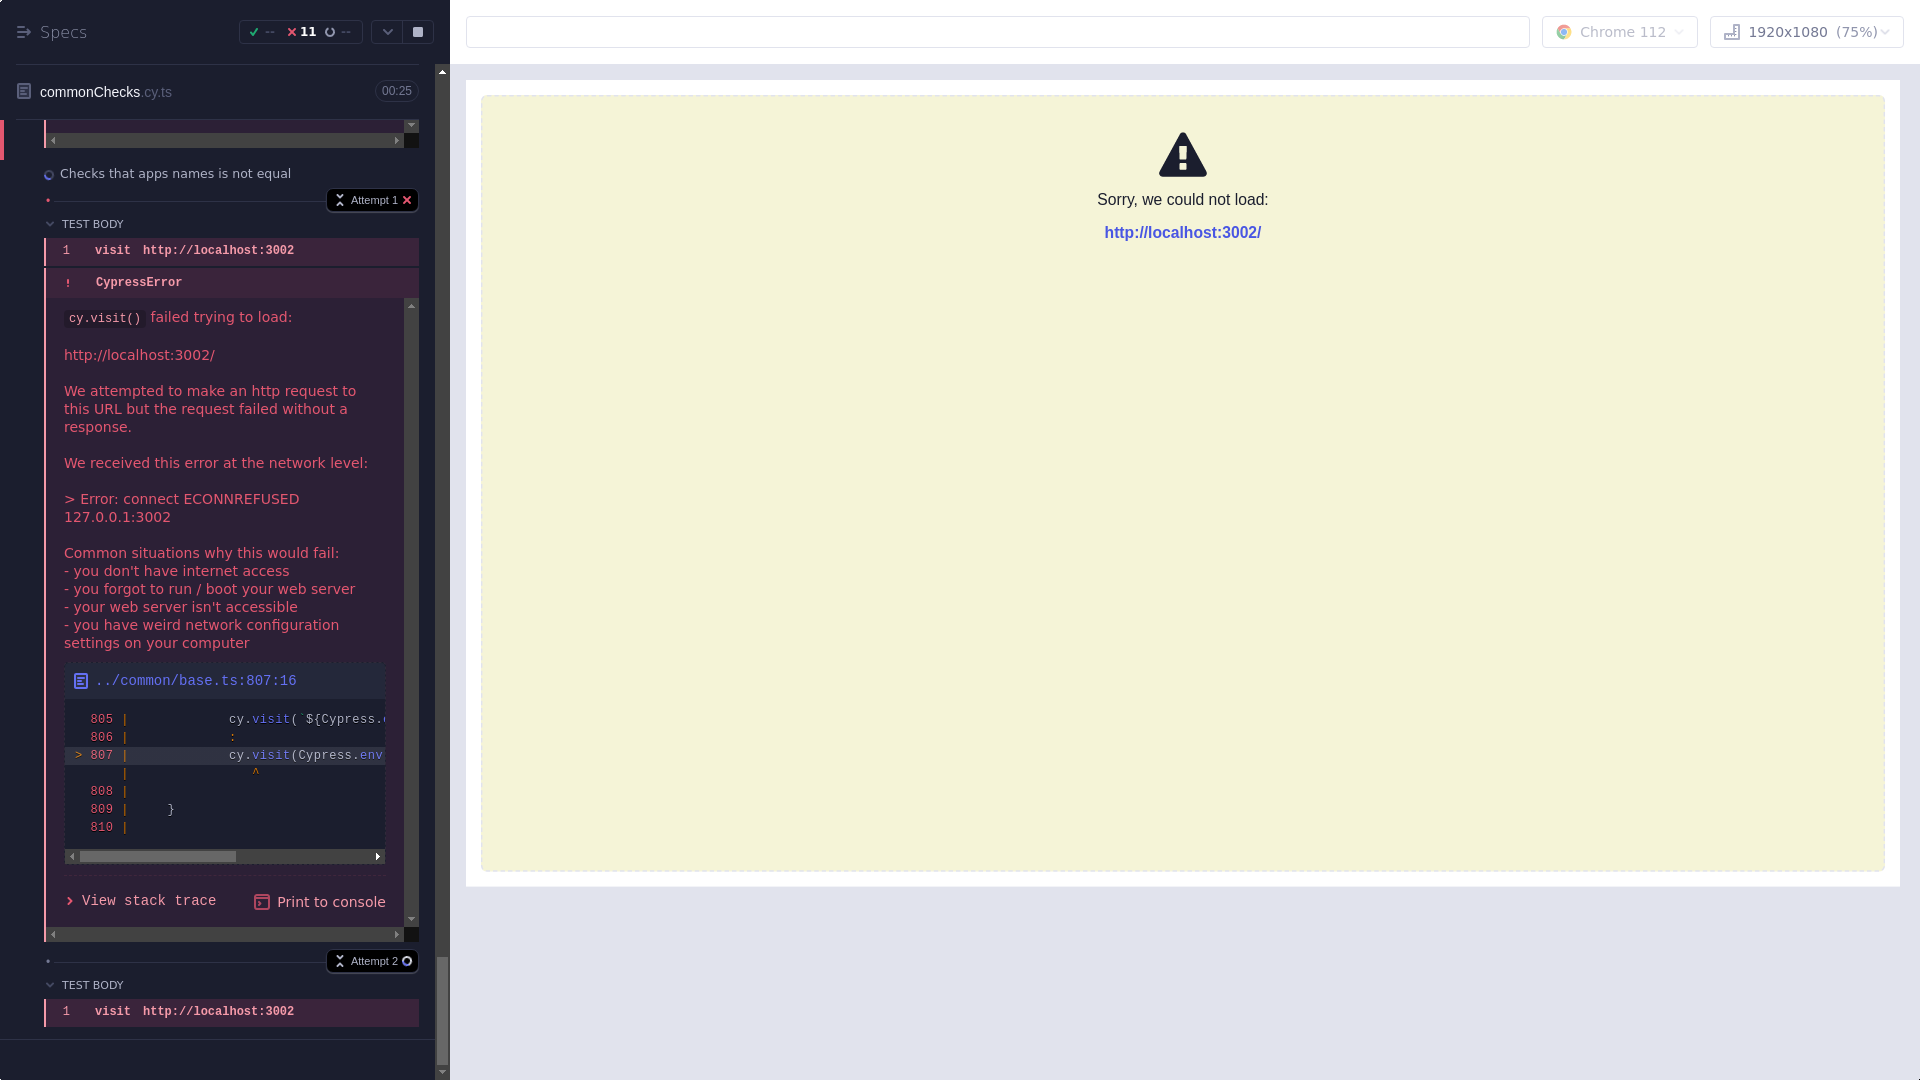 Specs
-- 11 --
commonChecks.cy.ts 00:25
Checks that apps names is not equal
Attempt 1
TEST BODY
1 visit http://localhost:3002
! CypressError
cy.visit() failed trying to load:
http://localhost:3002/
We attempted to make an http request to
this URL but the request failed without a
response.
We received this error at the network level:
> Error: connect ECONNREFUSED
127.0.0.1:3002
Common situations why this would fail:
- you don't have internet access
- you forgot to run / boot your web server
- your web server isn't accessible
- you have weird network configuration
settings on your computer
../common/base.ts:807:16
805 | cy.visit(`${Cypress.
806 | :
> 807 | cy.visit(Cypress.env
| ^
808 |
809 | }
810 |
View stack trace Print to console
Attempt 2
TEST BODY
1 visit http://localhost:3002
Chrome 112
1920x1080 (75%)
Sorry, we could not load:
http://localhost:3002/